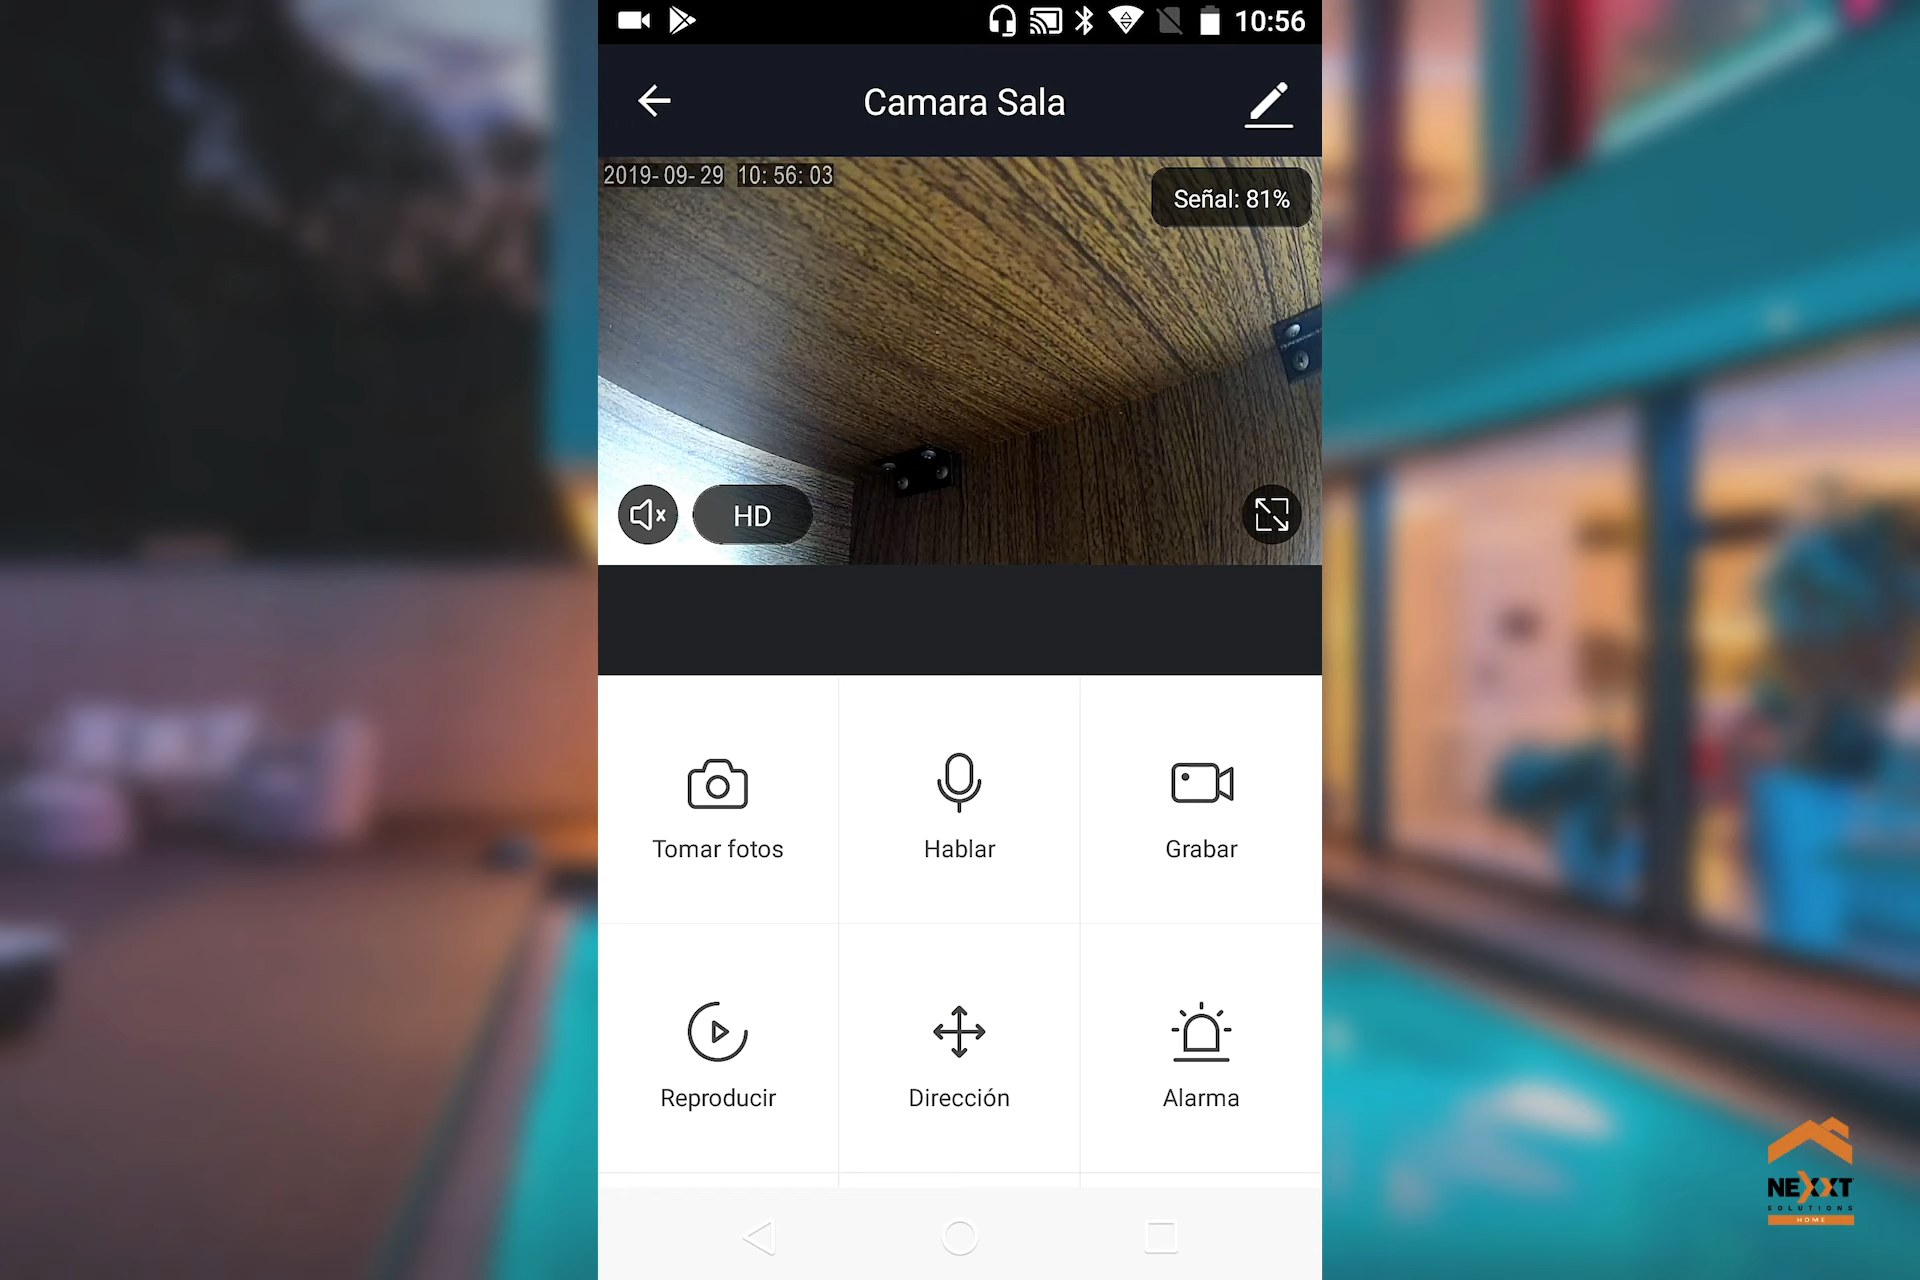 10:56
Camara Sala
2019-09-29 10:56:03
Señal: 81%
HD
Tomar fotos
Hablar
Grabar
Reproducir
Dirección
Alarma
NEXXT
SOLUTIONS
HOME